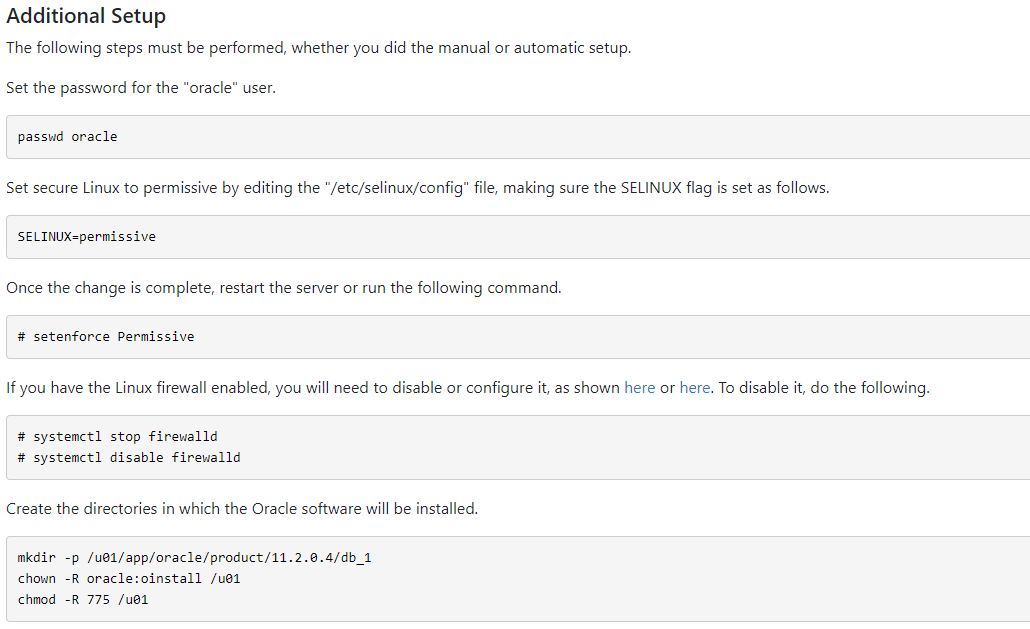 Additional Setup
The following steps must be performed, whether you did the manual or automatic setup.
Set the password for the "oracle" user.
passwd oracle
Set secure Linux to permissive by editing the "/etc/selinux/config" file, making sure the SELINUX flag is set as follows.
SELINUX=permissive
Once the change is complete, restart the server or run the following command.
# setenforce Permissive
If you have the Linux firewall enabled, you will need to disable or configure it, as shown here or here. To disable it, do the following.
# systemctl stop firewalld
# systemctl disable firewalld
Create the directories in which the Oracle software will be installed.
mkdir -p /u01/app/oracle/product/11.2.0.4/db_1
chown -R oracle:oinstall /u01
chmod -R 775 /u01